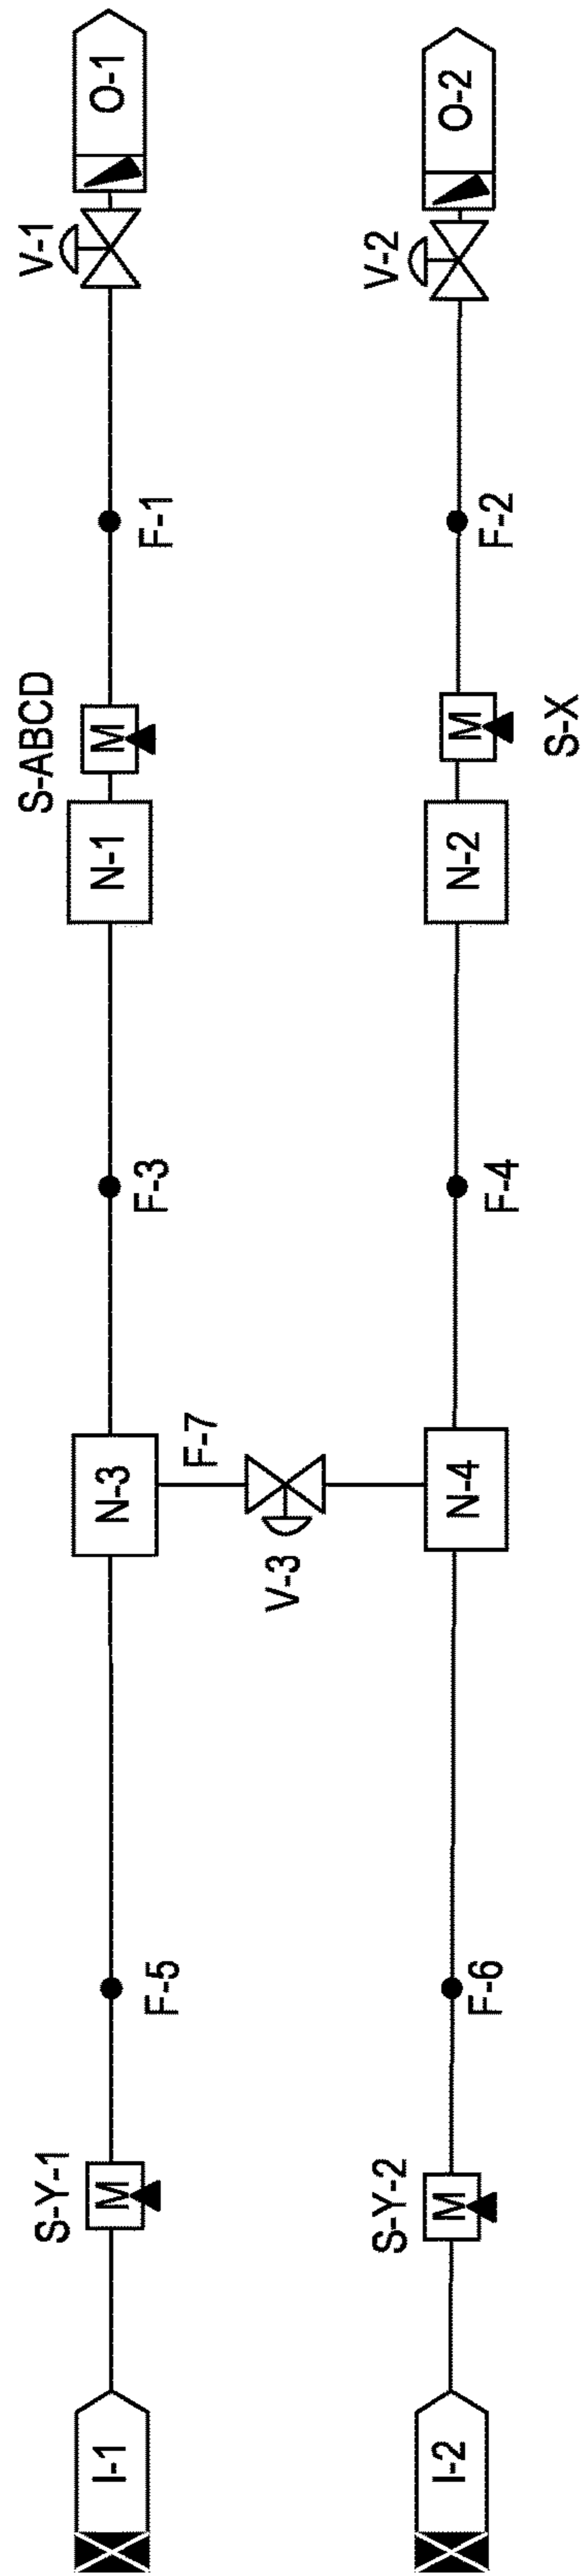 I-1
S-Y-1
M
F-5
N-3
F-7
V-3
F-3
N-1
S-ABCD
M
F-1
V-1
O-1
I-2
S-Y-2
M
F-6
N-4
F-4
N-2
M
S-X
F-2
V-2
O-2